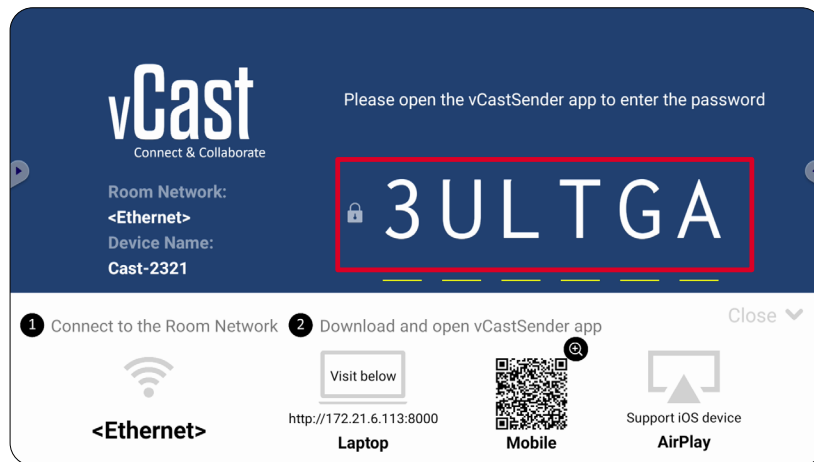 vCast
Connect & Collaborate
Please open the vCastSender app to enter the password
Room Network:
<Ethernet>
Device Name:
Cast-2321
3ULTGA
1 Connect to the Room Network
2 Download and open vCastSender app
Close
<Ethernet>
Visit below
http://172.21.6.113:8000
Laptop
Mobile
Support iOS device
AirPlay